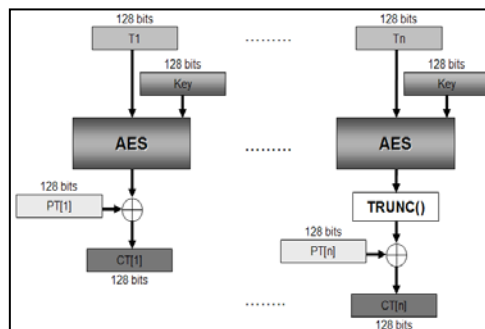 128 bits
T1
128 bits
Key
AES
128 bits
PT[1]
CT[1]
128 bits
.........
.........
........
128 bits
Tn
128 bits
Key
AES
TRUNC()
128 bits
PT[n]
CT[n]
128 bits